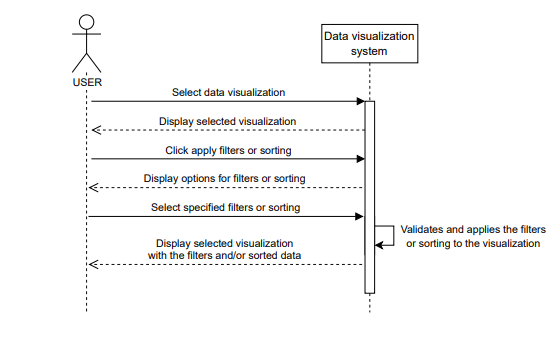 Data visualization
system
USER
Select data visualization
Display selected visualization
Click apply filters or sorting
Display options for filters or sorting
Select specified filters or sorting
Validates and applies the filters
or sorting to the visualization
Display selected visualization
with the filters and/or sorted data